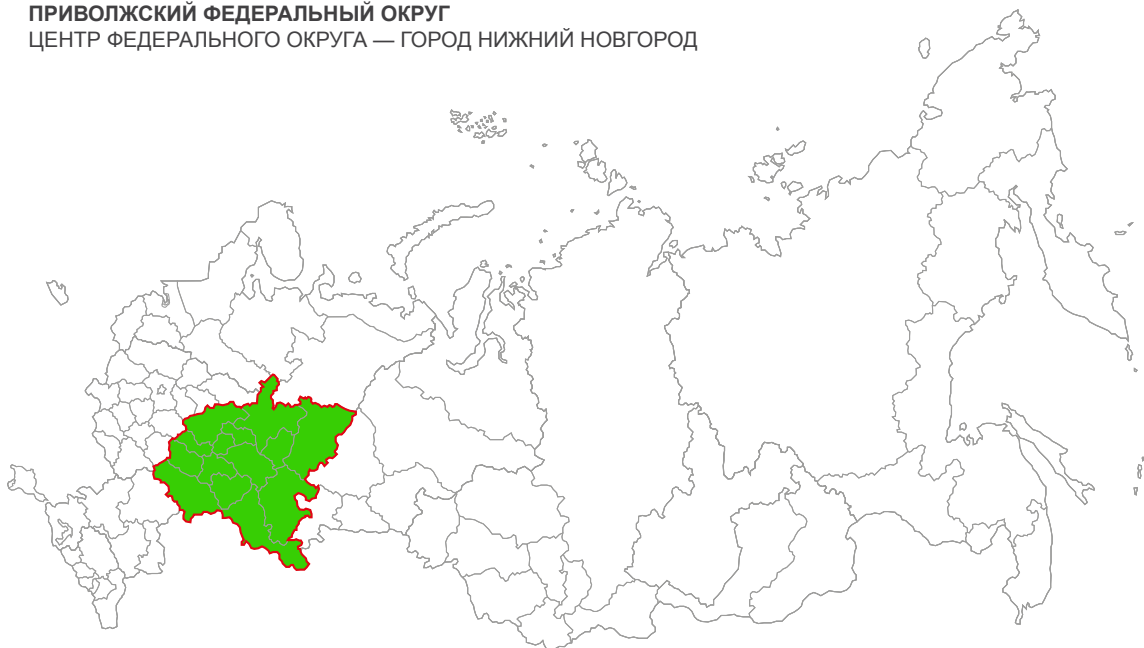 ПРИВОЛЖСКИЙ ФЕДЕРАЛЬНЫЙ ОКРУГ
ЦЕНТР ФЕДЕРАЛЬНОГО ОКРУГА — ГОРОД НИЖНИЙ НОВГОРОД